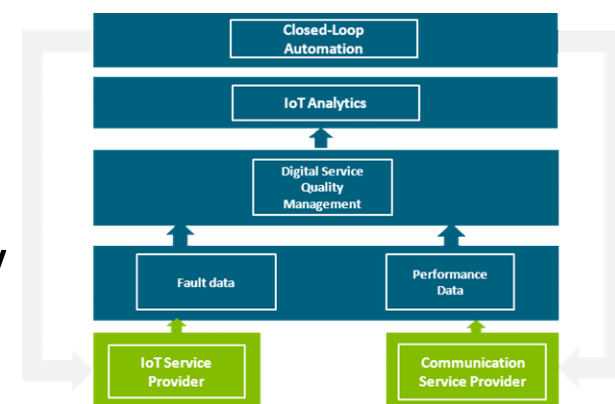 Closed-Loop
Automation
IoT Analytics
Digital Service
Quality
Management
Fault data
Performance
Data
IoT Service
Provider
Communication
Service Provider